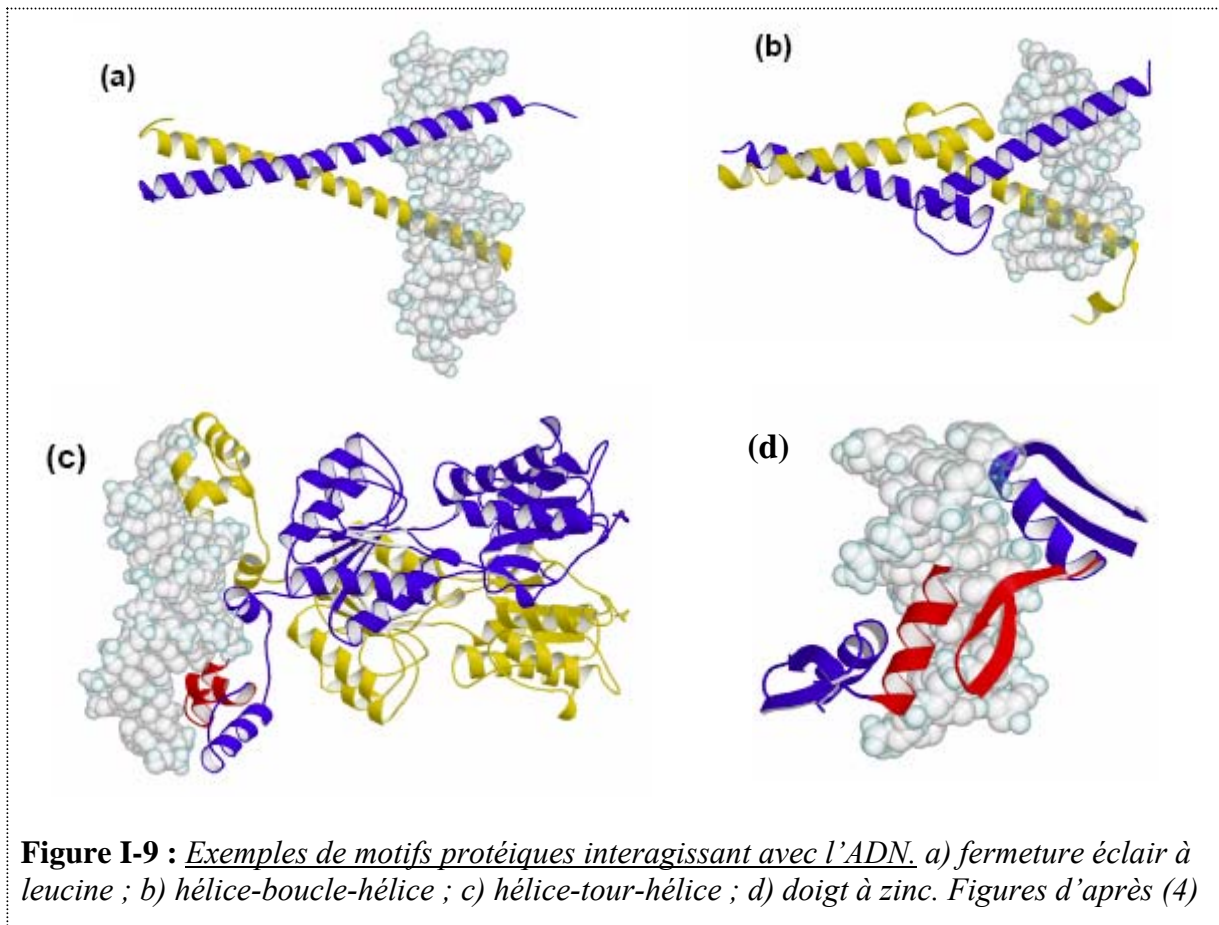 (a)
(b)
(c)
(d)
Figure I-9 : Exemples de motifs protéiques interagissant avec l’ADN. a) fermeture éclair à
leucine ; b) hélice-boucle-hélice ; c) hélice-tour-hélice ; d) doigt à zinc. Figures d’après (4)